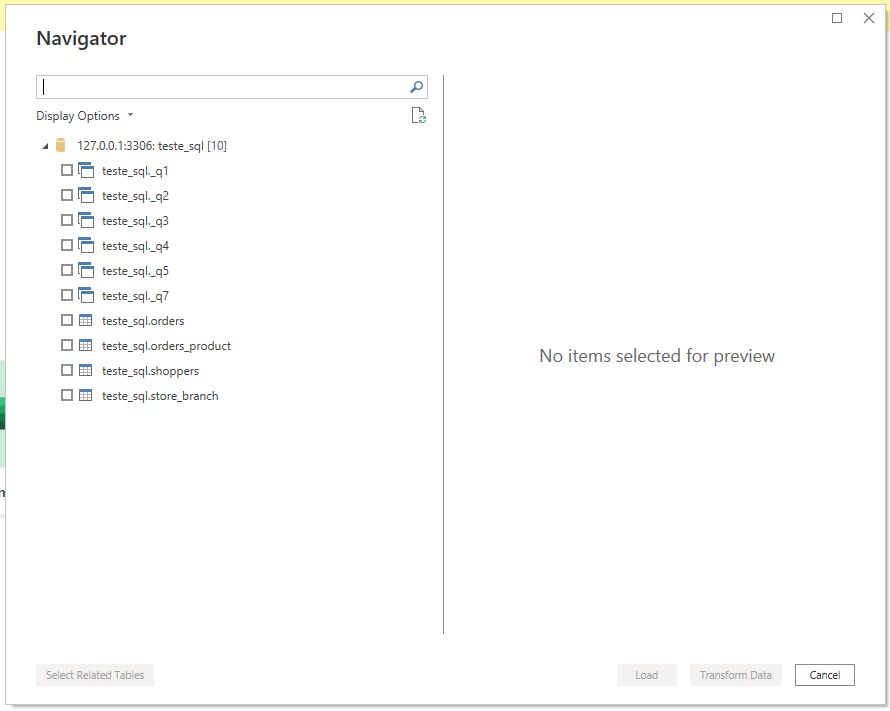 Navigator
Display Options
127.0.0.1:3306: teste_sql [10]
teste_sql._q1
teste_sql._q2
teste_sql._q3
teste_sql._q4
teste_sql._q5
teste_sql._q7
teste_sql.orders
teste_sql.orders_product
teste_sql.shoppers
teste_sql.store_branch
No items selected for preview
Select Related Tables
Load
Transform Data
Cancel